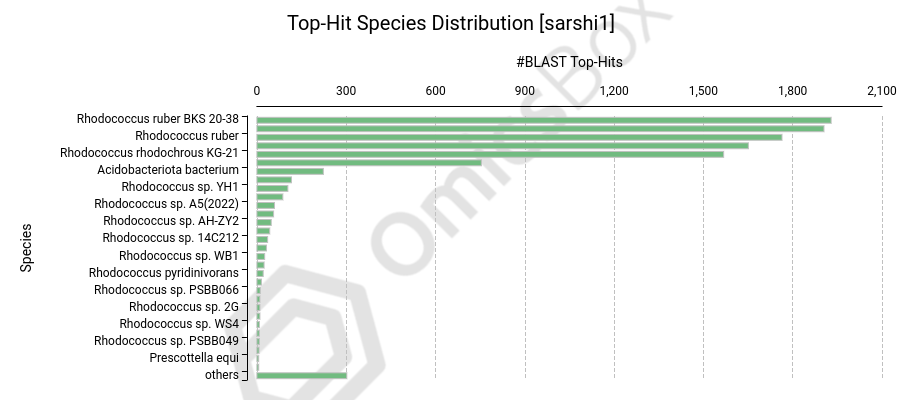 Top-Hit Species Distribution [sarshi1]
#BLAST Top-Hits
0 300 600 900 1,200 1,500 1,800 2,100
Rhodococcus ruber BKS 20-38
Rhodococcus ruber
Rhodococcus rhodochrous KG-21
Acidobacteriota bacterium
Rhodococcus sp. YH1
Rhodococcus sp. A5(2022)
Rhodococcus sp. AH-ZY2
Rhodococcus sp. 14C212
Rhodococcus sp. WB1
Rhodococcus pyridinivorans
Rhodococcus sp. PSBB066
Rhodococcus sp. 2G
Rhodococcus sp. WS4
Rhodococcus sp. PSBB049
Prescottella equi
others
Species
OmicsBox